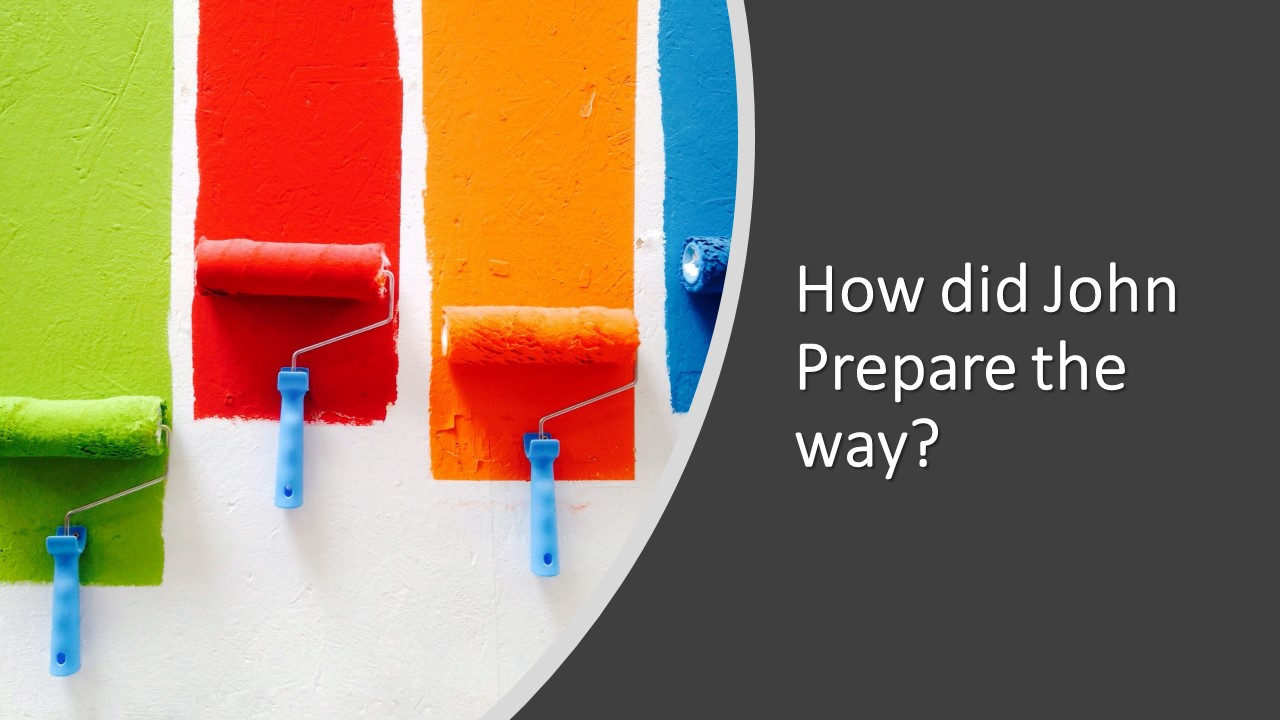 How did John
Prepare the
way?